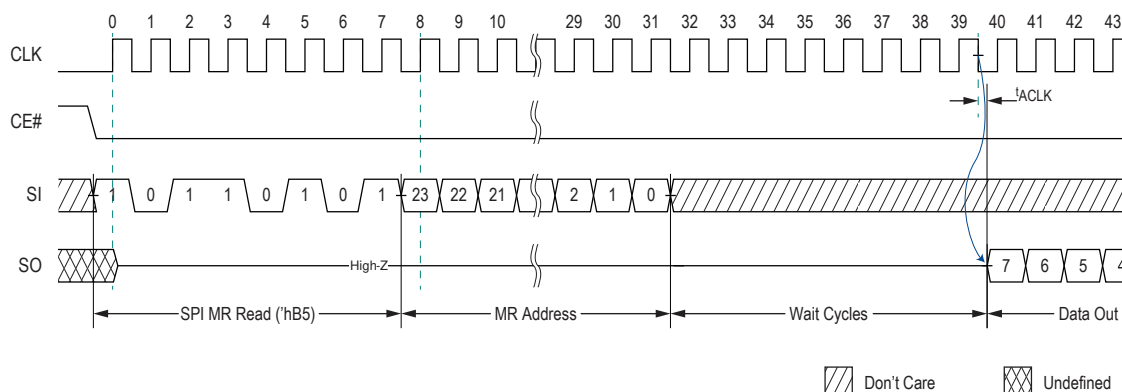 0 1 2 3 4 5 6 7 8 9 10 29 30 31 32 33 34 35 36 37 38 39 40 41 42 43
CLK
tACLK
CE#
SI 1 0 1 1 0 1 0 1 23 22 21 2 1 0
SO High-Z 7 6 5 4
SPI MR Read ('hB5) MR Address Wait Cycles Data Out
Don't Care Undefined